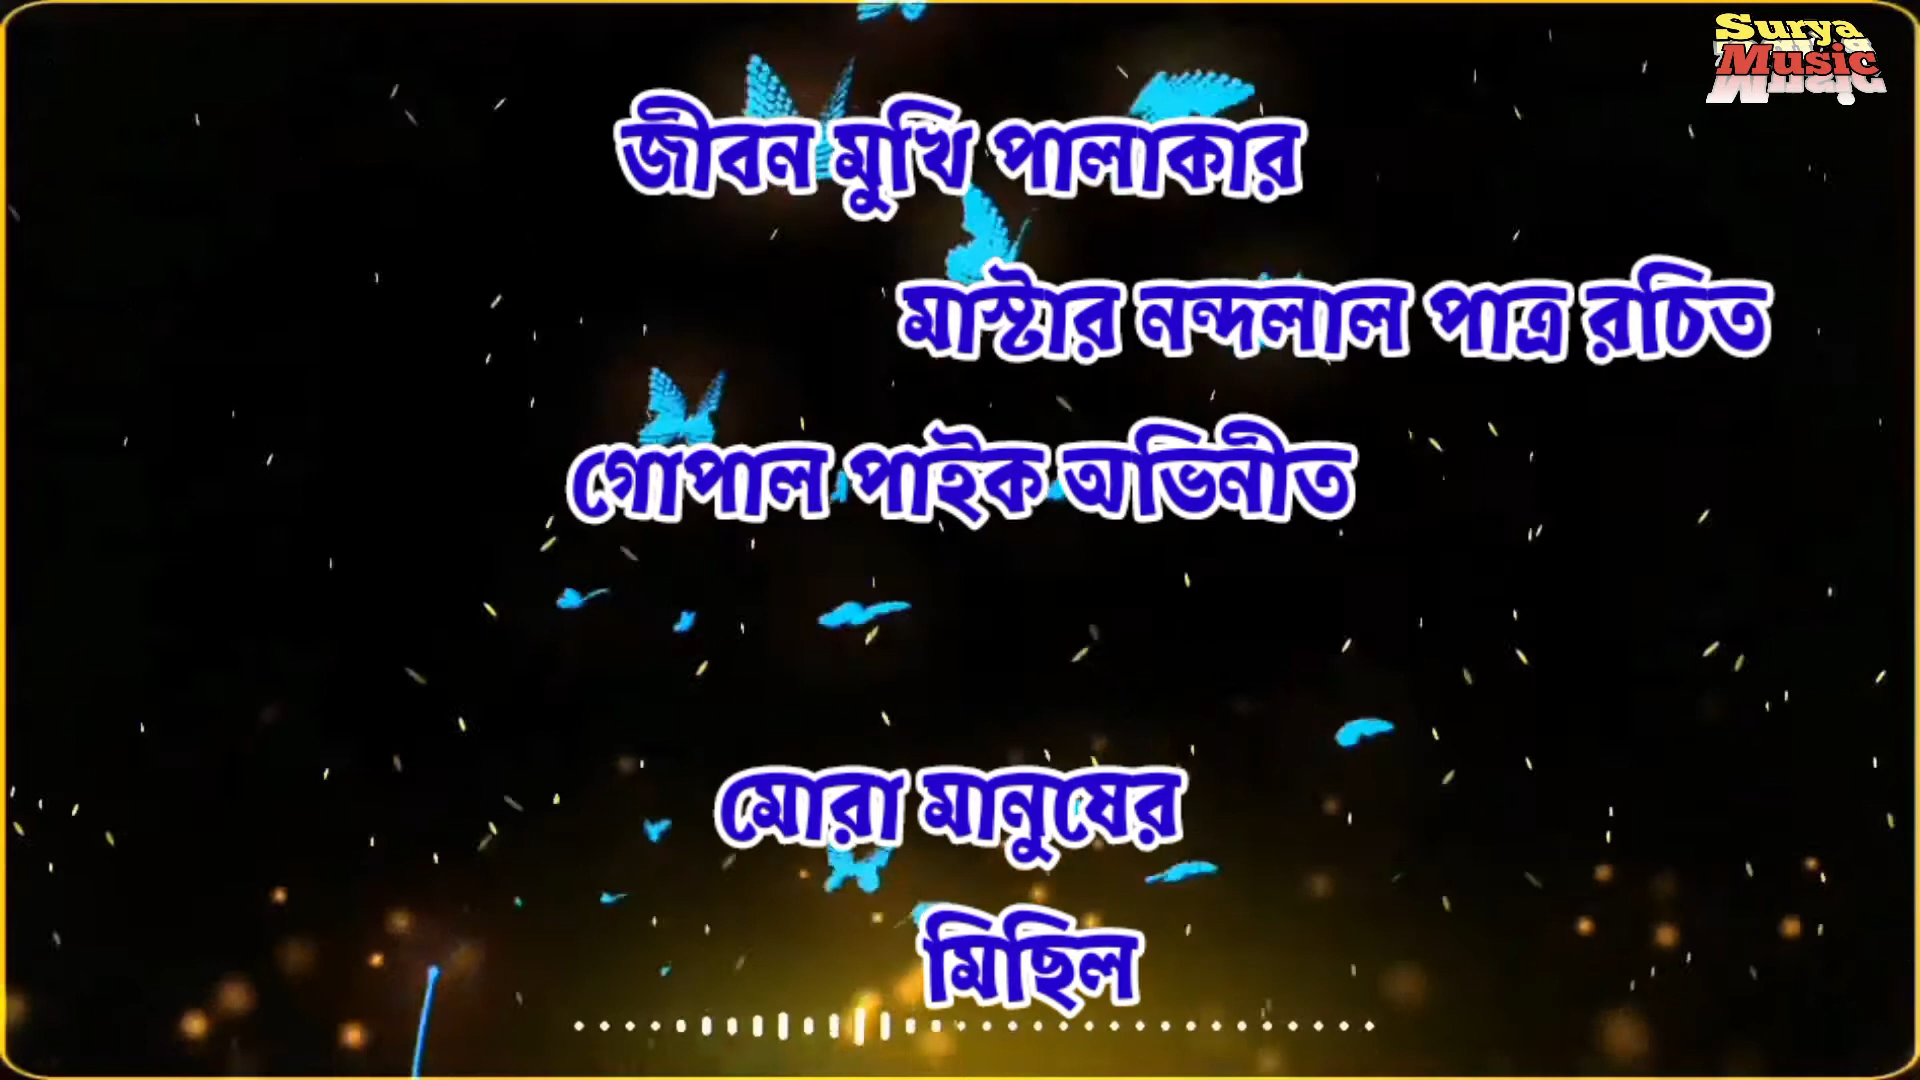 Surya
Music
জীবন মুখি পালাকার
মাস্টার নন্দলাল পাত্র রচিত
গোপাল পাইক অভিনীত
মোরা মানুষের
মিছিল